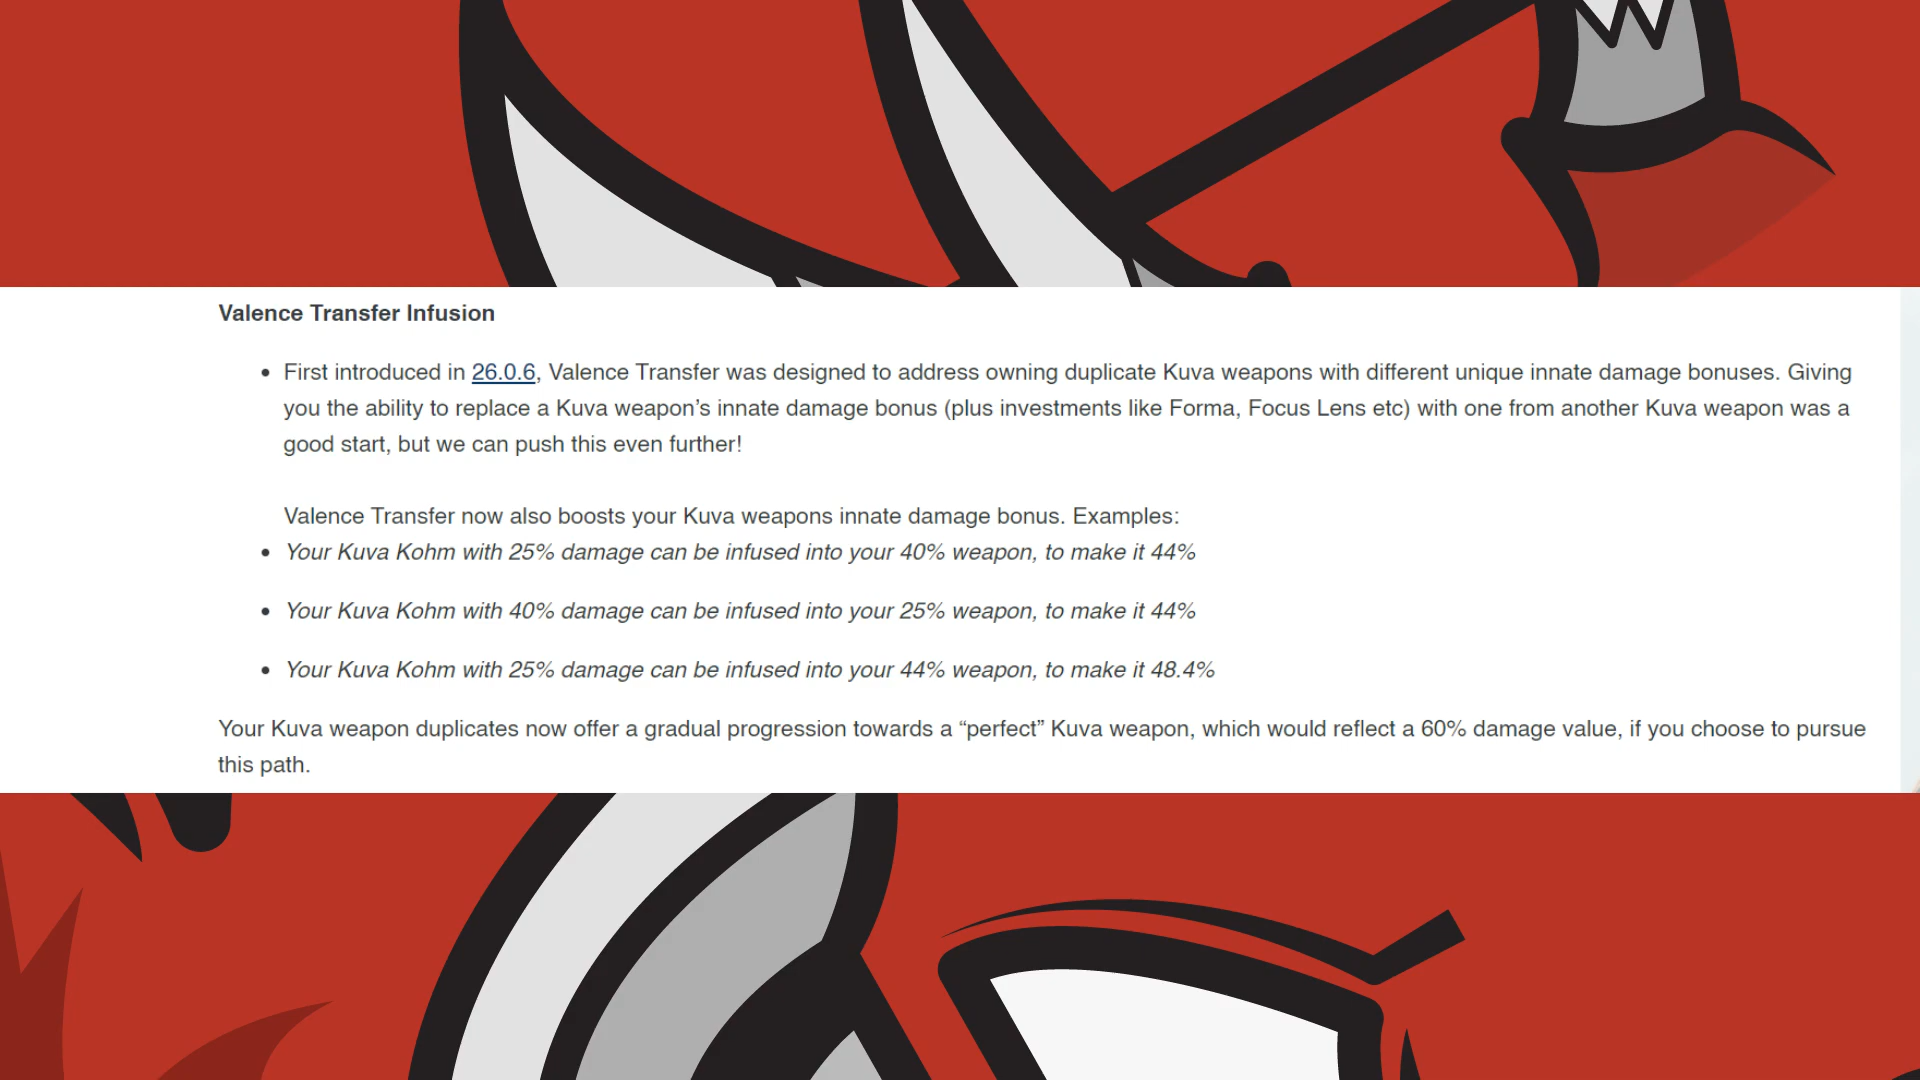 Valence Transfer Infusion
First introduced in 26.0.6, Valence Transfer was designed to address owning duplicate Kuva weapons with different unique innate damage bonuses. Giving
you the ability to replace a Kuva weapon’s innate damage bonus (plus investments like Forma, Focus Lens etc) with one from another Kuva weapon was a
good start, but we can push this even further!
Valence Transfer now also boosts your Kuva weapons innate damage bonus. Examples:
Your Kuva Kohm with 25% damage can be infused into your 40% weapon, to make it 44%
Your Kuva Kohm with 40% damage can be infused into your 25% weapon, to make it 44%
Your Kuva Kohm with 25% damage can be infused into your 44% weapon, to make it 48.4%
Your Kuva weapon duplicates now offer a gradual progression towards a “perfect” Kuva weapon, which would reflect a 60% damage value, if you choose to pursue
this path.